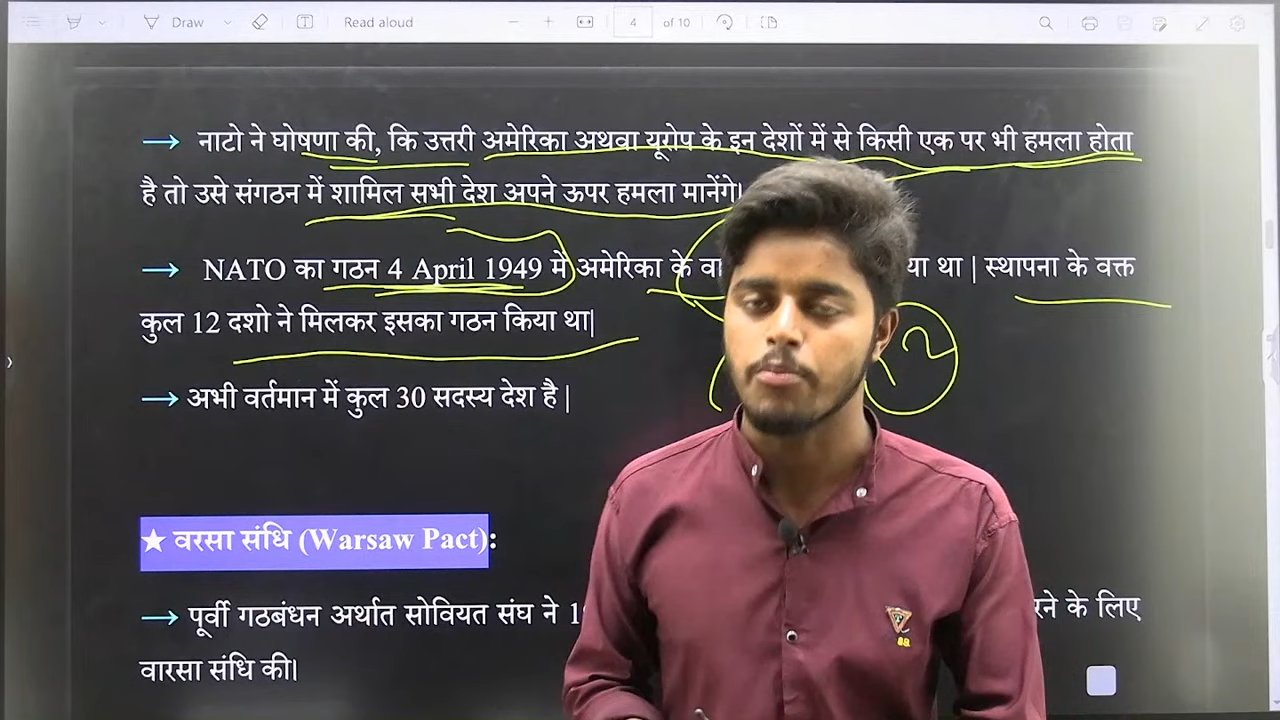 Draw Read aloud 4 of 10
→ नाटो ने घोषणा की, कि उत्तरी अमेरिका अथवा यूरोप के इन देशों में से किसी एक पर भी हमला होता
है तो उसे संगठन में शामिल सभी देश अपने ऊपर हमला मानेंगे।
→ NATO का गठन 4 April 1949 में अमेरिका के या था | स्थापना के वक्त
कुल 12 दशो ने मिलकर इसका गठन किया था|
12
→ अभी वर्तमान में कुल 30 सदस्य देश है |
★ वरसा संधि (Warsaw Pact):
→ पूर्वी गठबंधन अर्थात सोवियत संघ ने के लिए
वारसा संधि की।